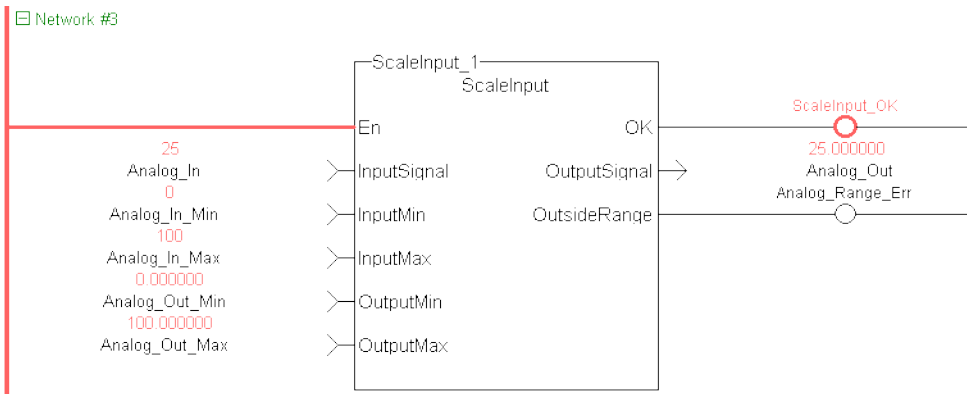 Network #3
ScaleInput_1
ScaleInput
ScaleInput_OK
En
OK
25
25.000000
Analog_In
InputSignal
OutputSignal
Analog_Out
0
Analog_Range_Err
Analog_In_Min
InputMin
OutsideRange
100
Analog_In_Max
InputMax
0.000000
Analog_Out_Min
OutputMin
100.000000
Analog_Out_Max
OutputMax